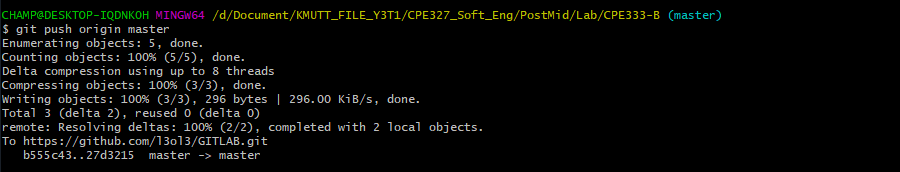 CHAMP@DESKTOP-IQDNKOH MINGW64 /d/Document/KMUTT_FILE_Y3T1/CPE327_Soft_Eng/PostMid/Lab/CPE333-B (master)
$ git push origin master
Enumerating objects: 5, done.
Counting objects: 100% (5/5), done.
Delta compression using up to 8 threads
Compressing objects: 100% (3/3), done.
Writing objects: 100% (3/3), 296 bytes | 296.00 KiB/s, done.
Total 3 (delta 2), reused 0 (delta 0)
remote: Resolving deltas: 100% (2/2), completed with 2 local objects.
To https://github.com/l3ol3/GITLAB.git
   b555c43..27d3215  master -> master